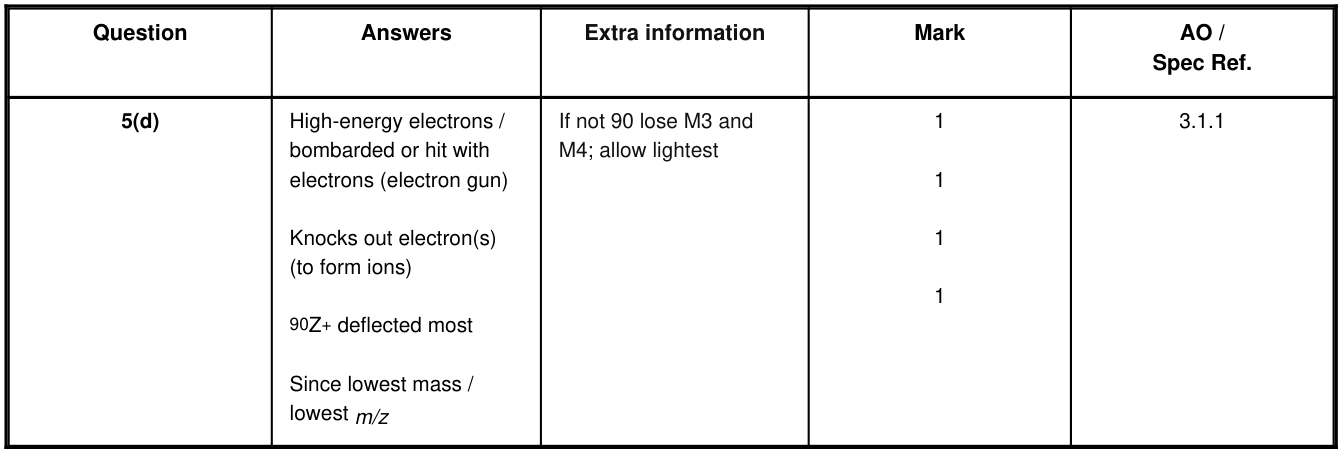 Question Answers Extra information Mark AO /
Spec Ref.
5(d) High-energy electrons / If not 90 lose M3 and 1 3.1.1
bombarded or hit with M4; allow lightest
electrons (electron gun) 1
Knocks out electron(s) 1
(to form ions)
1
90Z+ deflected most
Since lowest mass /
lowest m/z